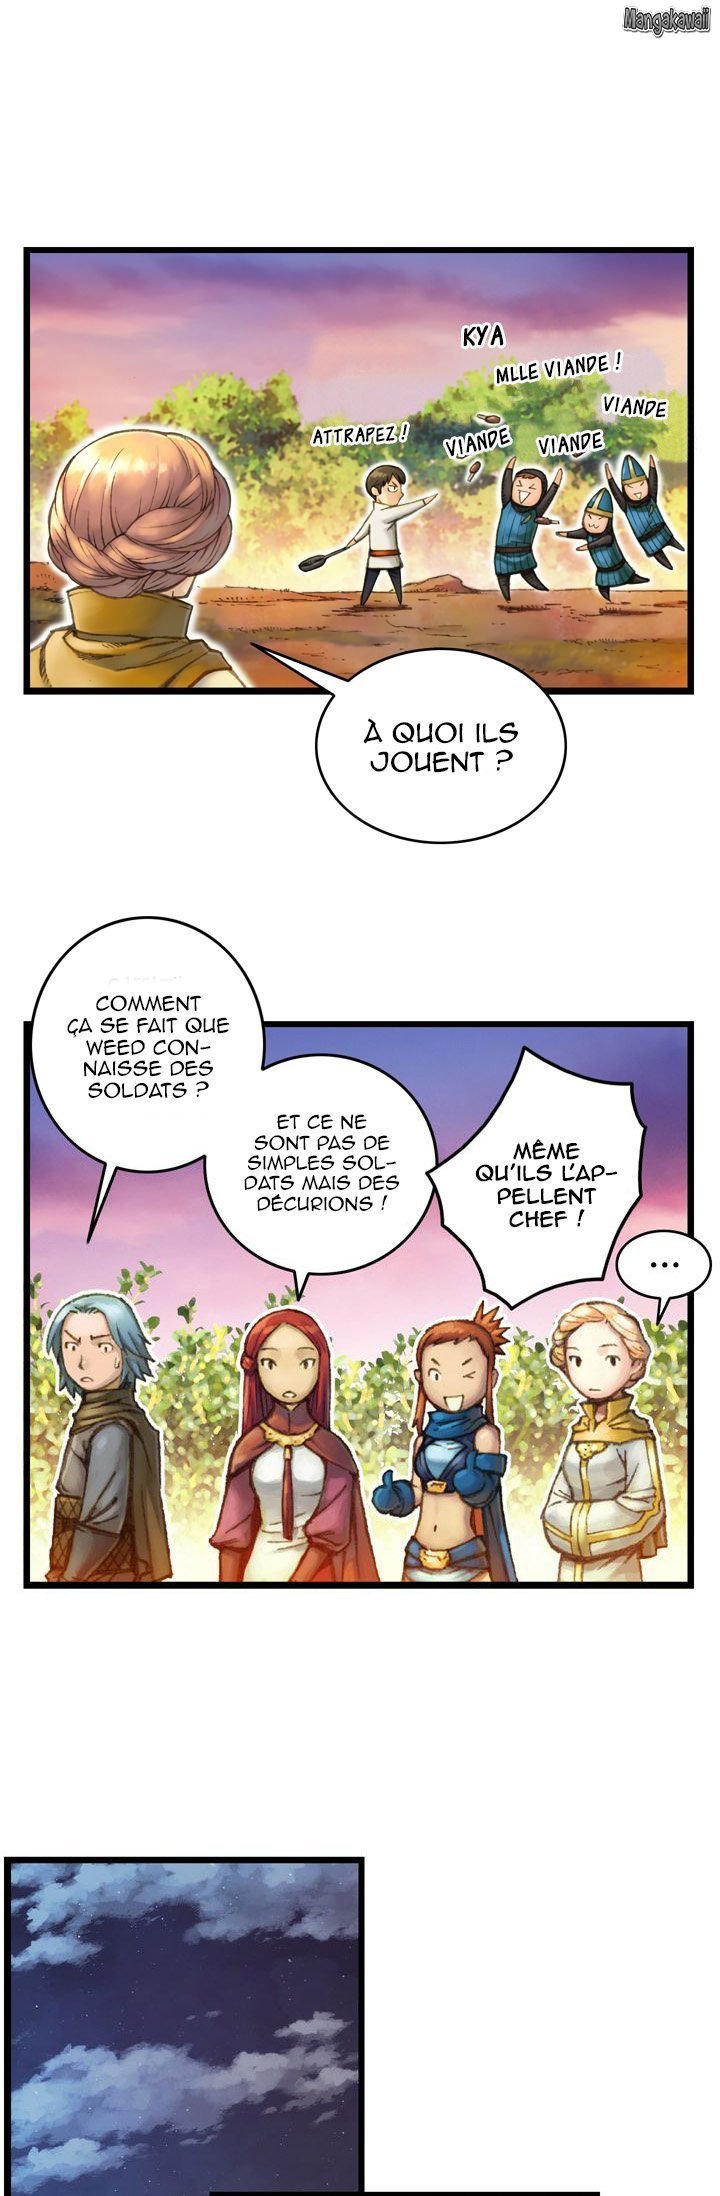 Mangakawaii
KYA
MLLE VIANDE !
VIANDE
ATTRAPEZ !
VIANDE
VIANDE
À QUOI ILS
JOUENT ?
COMMENT
ÇA SE FAIT QUE
WEED CON-
NAISSE DES
SOLDATS ?
ET CE NE
SONT PAS DE
SIMPLES SOL-
DATS MAIS DES
DÉCURIONS !
MÊME
QU'ILS L'AP-
PELLENT
CHEF !
...